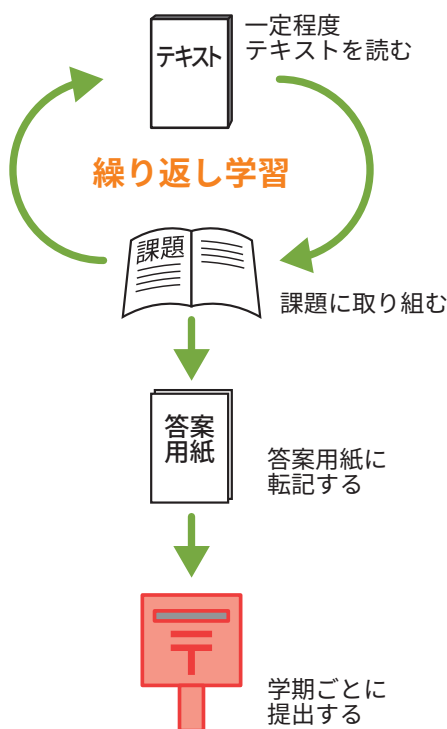 一定程度
テキストを読む
テキスト
繰り返し学習
課題
課題に取り組む
答案
用紙
答案用紙に
転記する
学期ごとに
提出する